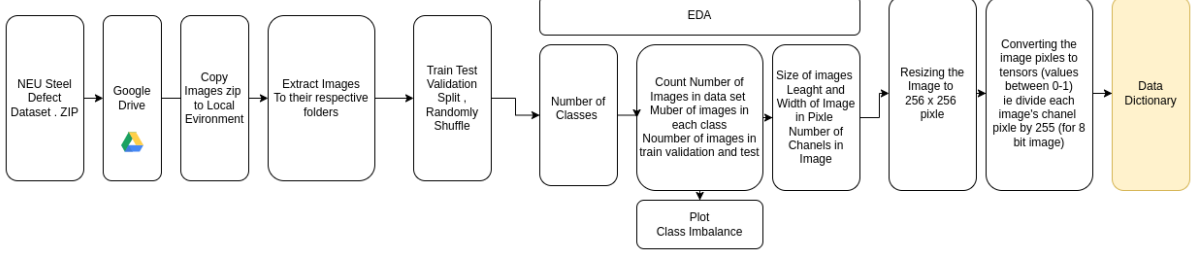 NEU Steel
Defect
Dataset . ZIP
Google
Drive
Copy
Images zip
to Local
Evironment
Extract Images
To their respective
folders
Train Test
Validation
Split ,
Randomly
Shuffle
EDA
Number of
Classes
Count Number of
Images in data set
Muber of images in
each class
Noumber of images in
train validation and test
Plot
Class Imbalance
Size of images
Leaght and
Width of Image
in Pixle
Number of
Chanels in
Image
Resizing the
Image to
256 x 256
pixle
Converting the
image pixles to
tensors (values
between 0-1)
ie divide each
image's chanel
pixle by 255 (for 8
bit image)
Data
Dictionary